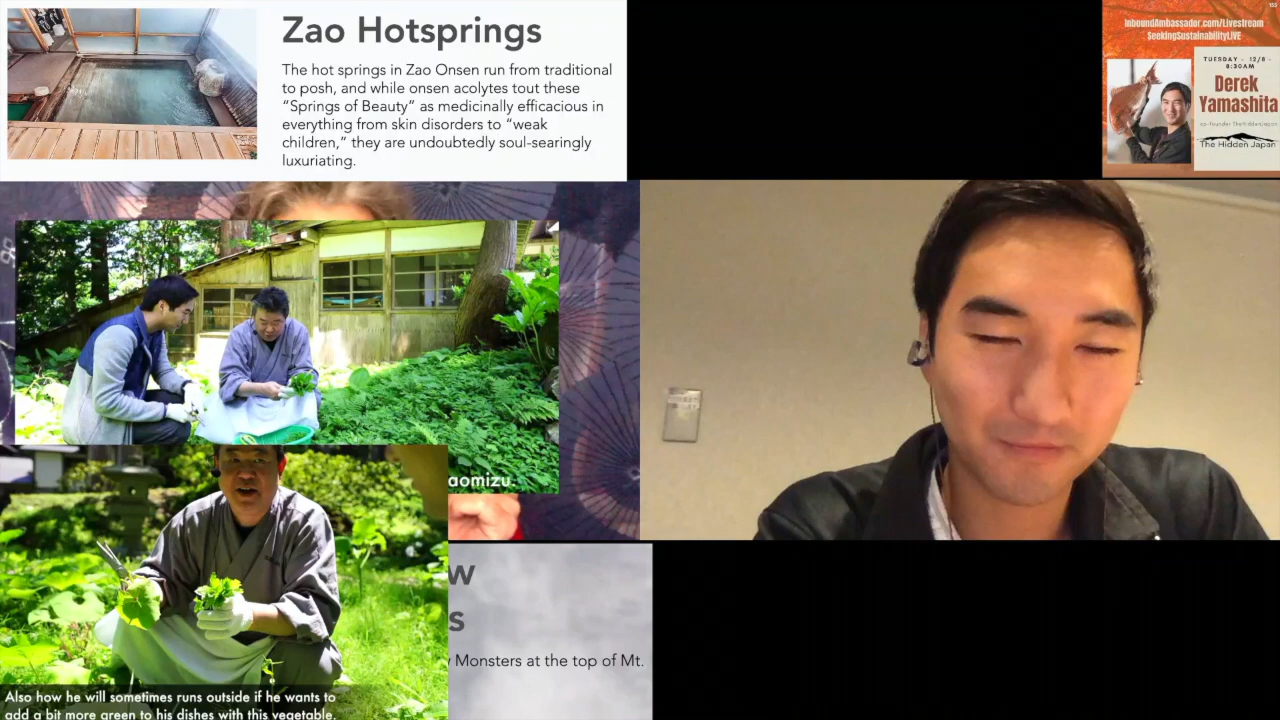 Zao Hotsprings
The hot springs in Zao Onsen run from traditional
to posh, and while onsen acolytes tout these
“Springs of Beauty” as medicinally efficacious in
everything from skin disorders to “weak
children,” they are undoubtedly soul-searingly
luxuriating.
InboundAmbassador.com/Livestream
SeekingSustainabilityLIVE
TUESDAY - 12/8 -
8:30AM
Derek
Yamashita
co-founder TheHiddenJapan
The Hidden Japan
aomizu.
w
s
Monsters at the top of Mt.
Also how he will sometimes runs outside if he wants to
add a bit more green to his dishes with this vegetable.